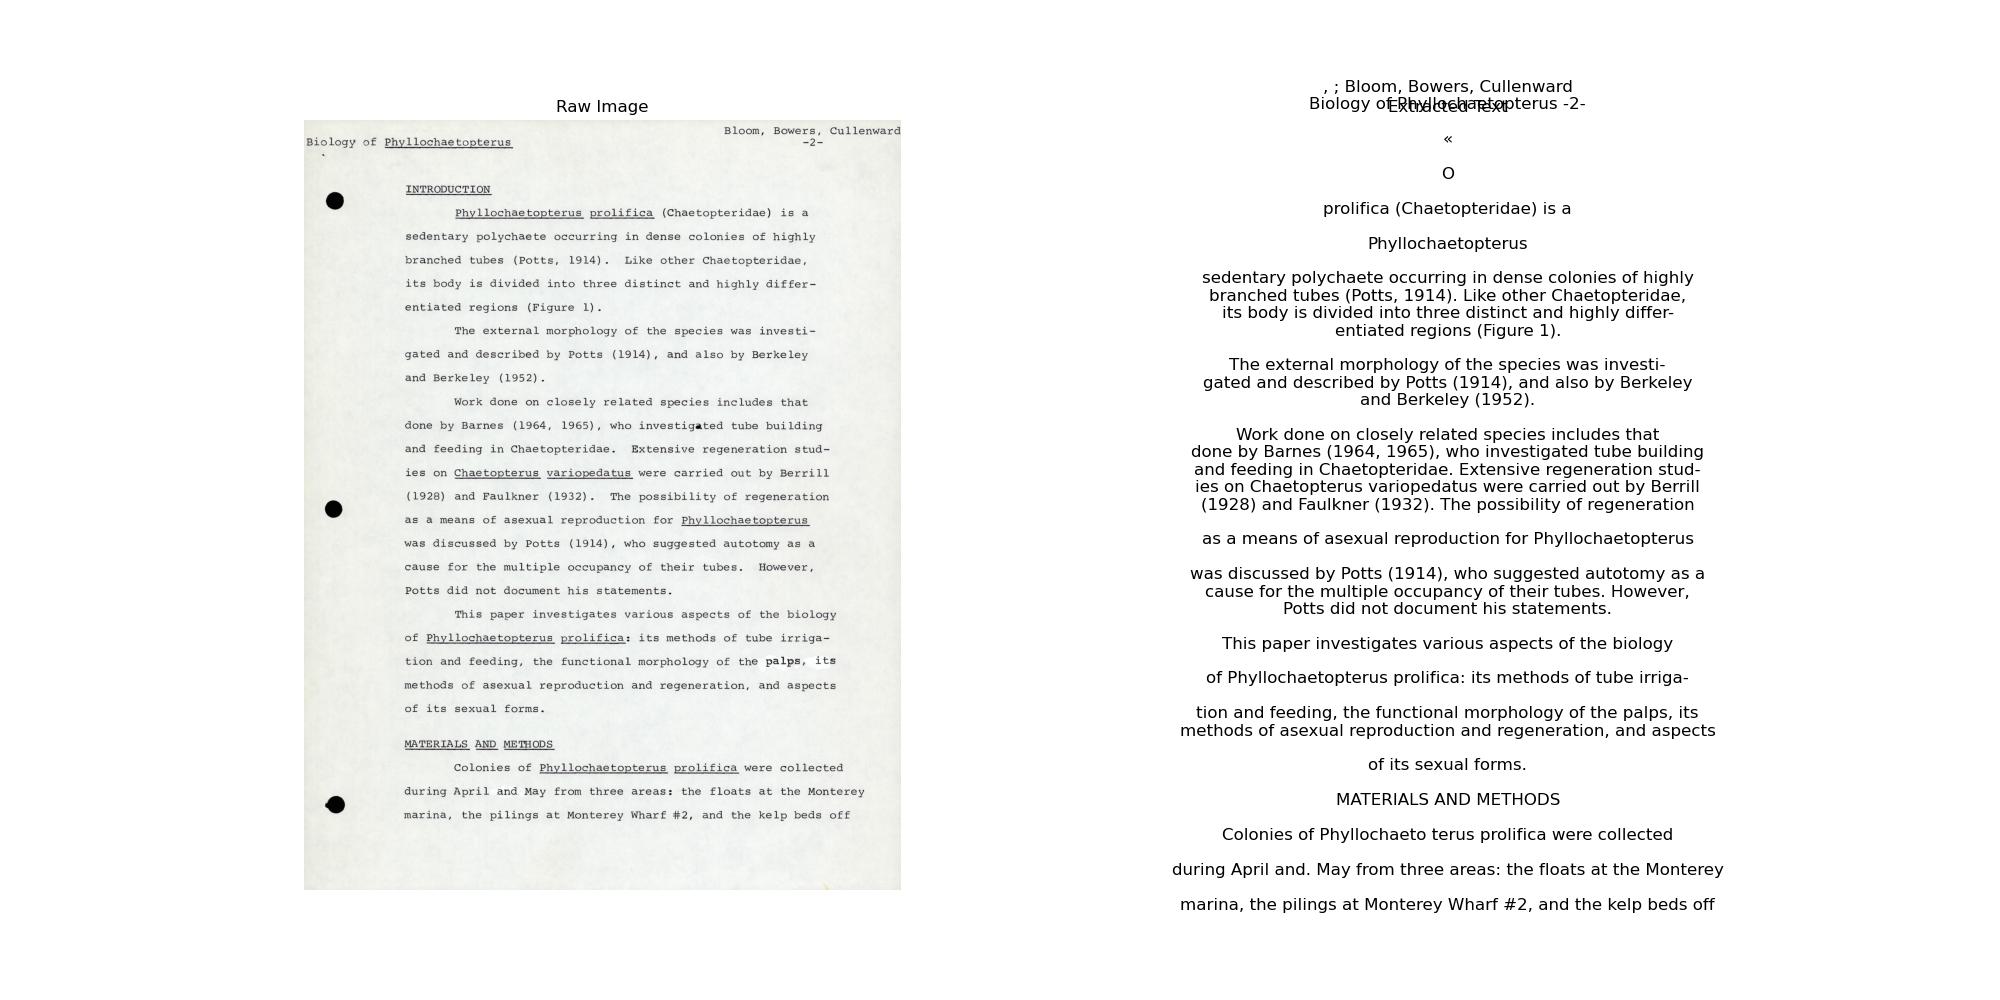 Raw Image
Bloom, Bowers, Cullenward
Biology of Phyllochaetopterus -2-
INTRODUCTION
Phyllochaetopterus prolifica (Chaetopteridae) is a
sedentary polychaete occurring in dense colonies of highly
branched tubes (Potts, 1914). Like other Chaetopteridae,
its body is divided into three distinct and highly differ-
entiated regions (Figure 1).
The external morphology of the species was investi-
gated and described by Potts (1914), and also by Berkeley
and Berkeley (1952).
Work done on closely related species includes that
done by Barnes (1964, 1965), who investigated tube building
and feeding in Chaetopteridae. Extensive regeneration stud-
ies on Chaetopterus variopedatus were carried out by Berrill
(1928) and Faulkner (1932). The possibility of regeneration
as a means of asexual reproduction for Phyllochaetopterus
was discussed by Potts (1914), who suggested autotomy as a
cause for the multiple occupancy of their tubes. However,
Potts did not document his statements.
This paper investigates various aspects of the biology
of Phyllochaetopterus prolifica: its methods of tube irriga-
tion and feeding, the functional morphology of the palps, its
methods of asexual reproduction and regeneration, and aspects
of its sexual forms.
MATERIALS AND METHODS
Colonies of Phyllochaetopterus prolifica were collected
during April and May from three areas: the floats at the Monterey
marina, the pilings at Monterey Wharf #2, and the kelp beds off
, ; Bloom, Bowers, Cullenward
Biology of Phyllochaetopterus -2-
Extracted Text
«
O
prolifica (Chaetopteridae) is a
Phyllochaetopterus
sedentary polychaete occurring in dense colonies of highly
branched tubes (Potts, 1914). Like other Chaetopteridae,
its body is divided into three distinct and highly differ-
entiated regions (Figure 1).
The external morphology of the species was investi-
gated and described by Potts (1914), and also by Berkeley
and Berkeley (1952).
Work done on closely related species includes that
done by Barnes (1964, 1965), who investigated tube building
and feeding in Chaetopteridae. Extensive regeneration stud-
ies on Chaetopterus variopedatus were carried out by Berrill
(1928) and Faulkner (1932). The possibility of regeneration
as a means of asexual reproduction for Phyllochaetopterus
was discussed by Potts (1914), who suggested autotomy as a
cause for the multiple occupancy of their tubes. However,
Potts did not document his statements.
This paper investigates various aspects of the biology
of Phyllochaetopterus prolifica: its methods of tube irriga-
tion and feeding, the functional morphology of the palps, its
methods of asexual reproduction and regeneration, and aspects
of its sexual forms.
MATERIALS AND METHODS
Colonies of Phyllochaeto terus prolifica were collected
during April and. May from three areas: the floats at the Monterey
marina, the pilings at Monterey Wharf #2, and the kelp beds off